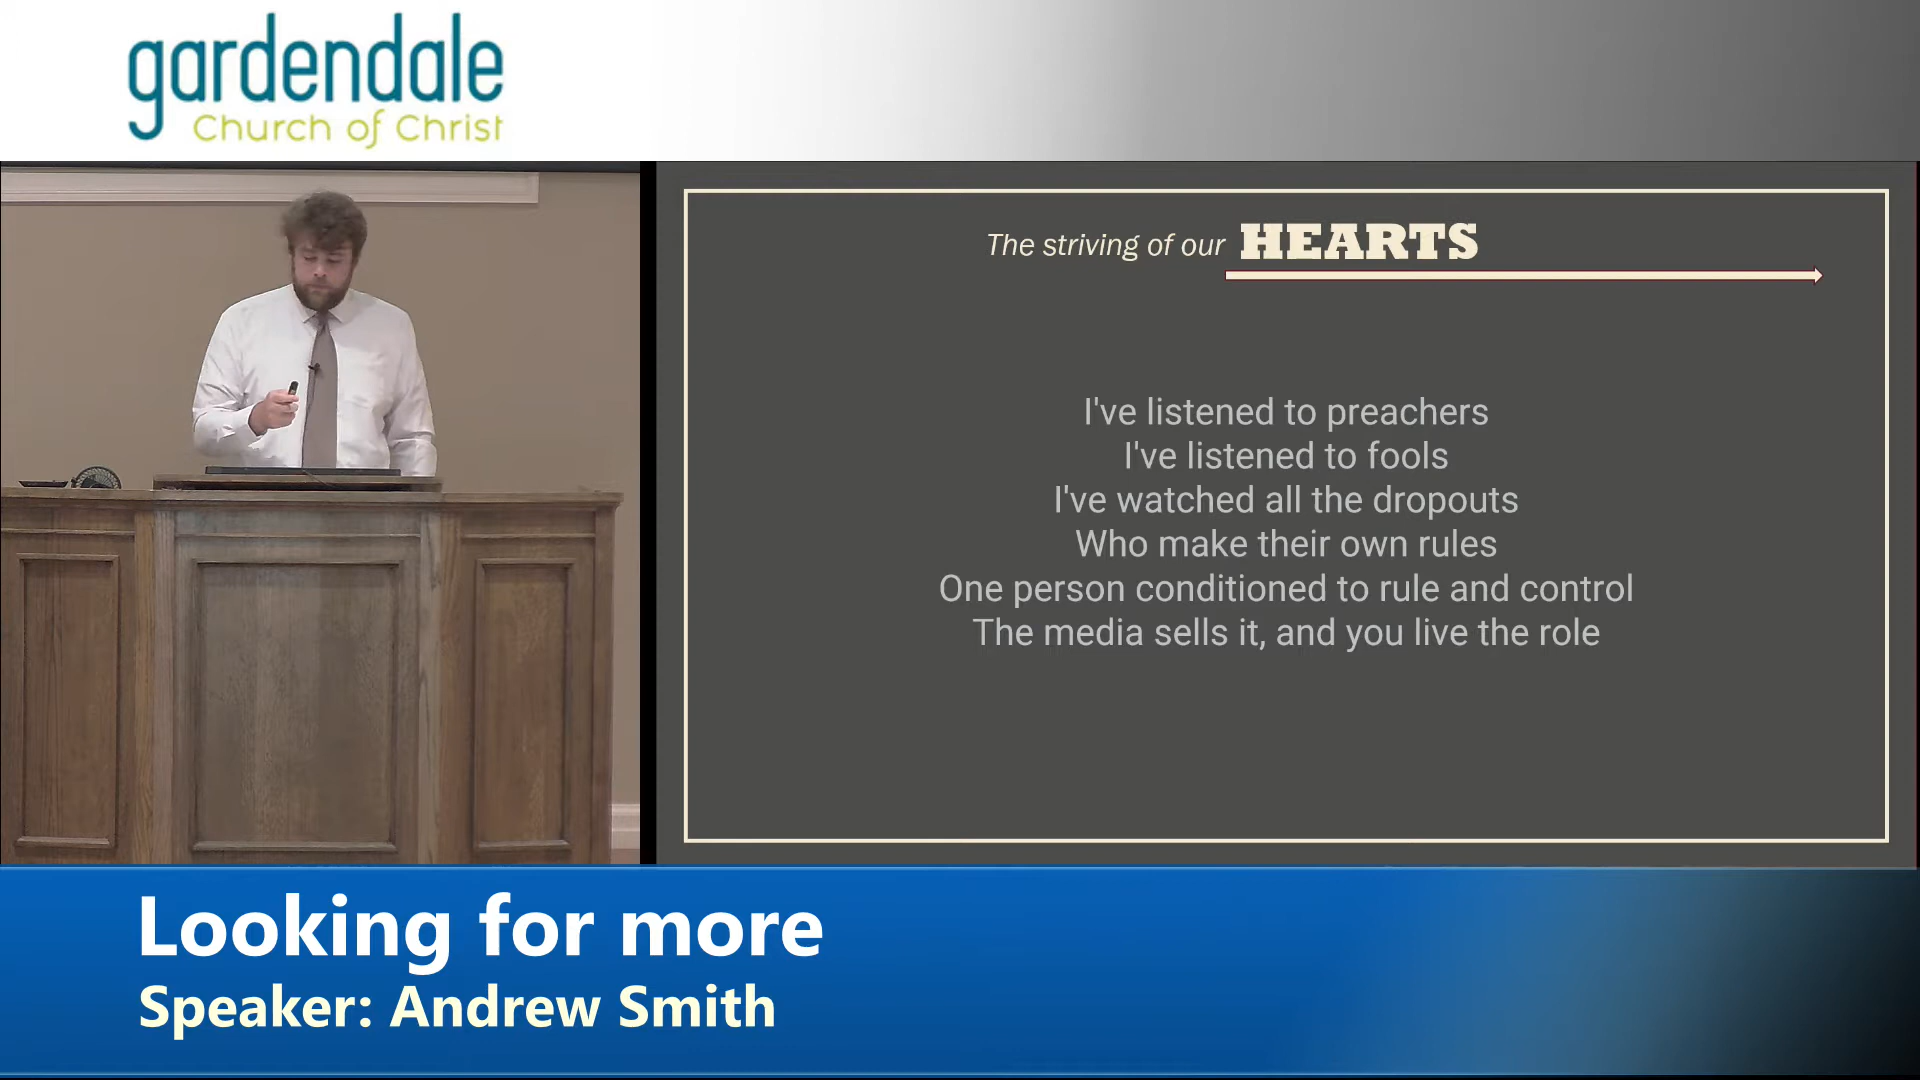 gardendale
Church of Christ
The striving of our HEARTS
I've listened to preachers
I've listened to fools
I've watched all the dropouts
Who make their own rules
One person conditioned to rule and control
The media sells it, and you live the role
Looking for more
Speaker: Andrew Smith